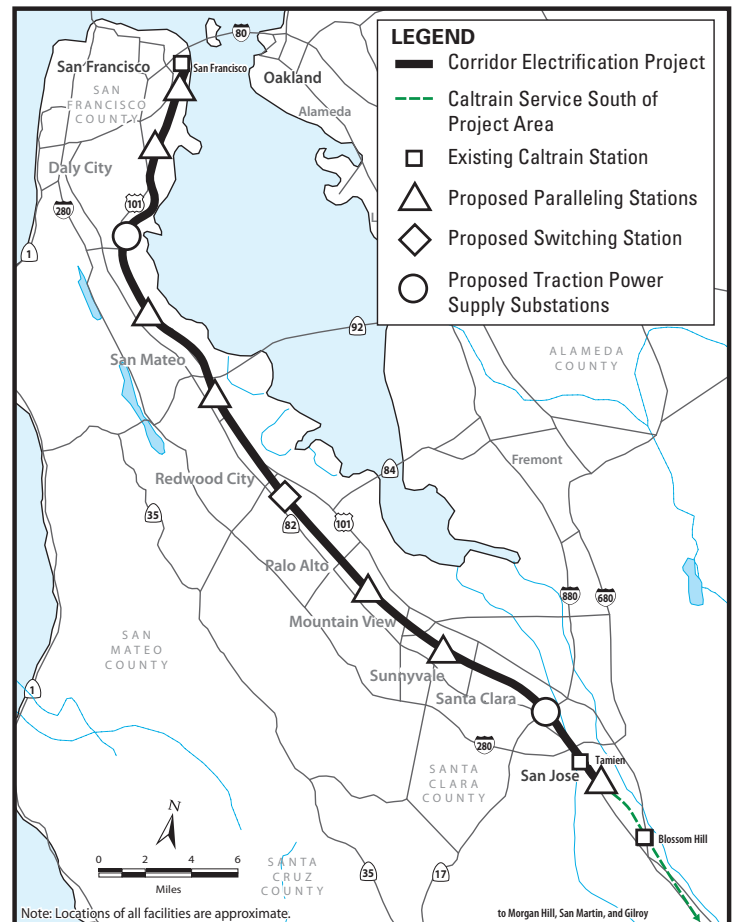 LEGEND
Corridor Electrification Project
Caltrain Service South of
Project Area
Existing Caltrain Station
Proposed Paralleling Stations
Proposed Switching Station
Proposed Traction Power
Supply Substations
80
San Francisco
San Francisco
Oakland
SAN
FRANCISCO
COUNTY
Alameda
Daly City
101
280
1
L
92
San Mateo
ALAMEDA
COUNTY
Fremont
84
Redwood City
35
82
101
Palo Alto
880
680
Mountain View
SAN
MATEO
COUNTY
Sunnyvale
Santa Clara
1
280
San Jose
Tamien
SANTA
CLARA
COUNTY
Blossom Hill
N
0 2 4 6
Miles
SANTA
CRUZ
COUNTY
35
17
Note: Locations of all facilities are approximate.
to Morgan Hill, San Martin, and Gilroy